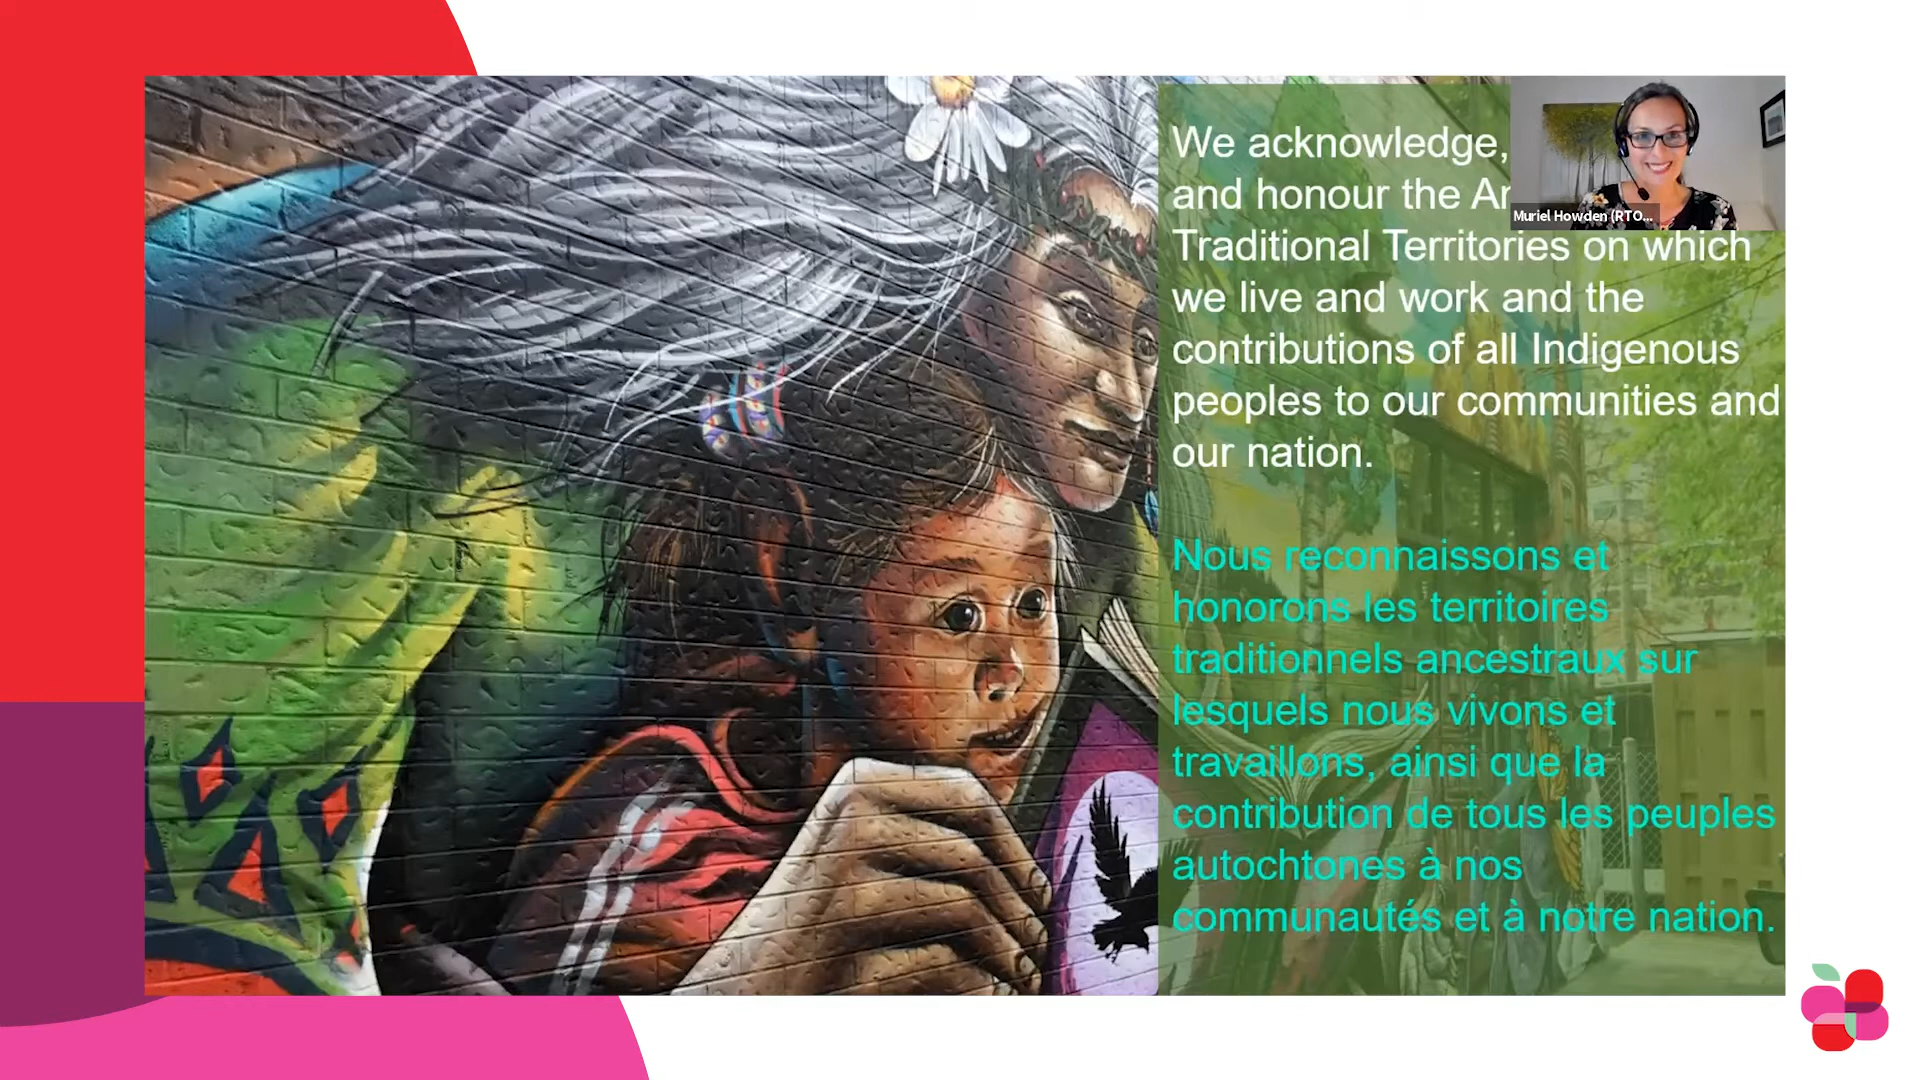 We acknowledge,
and honour the
Traditional Territories on which
we live and work and the
contributions of all Indigenous
peoples to our communities and
our nation.
Nous reconnaissons et
honorons les territoires
traditionnels ancestraux sur
lesquels nous vivons et
travaillons, ainsi que la
contribution de tous les peuples
autochtones à nos
communautés et à notre nation.
Muriel Howden (RTO...